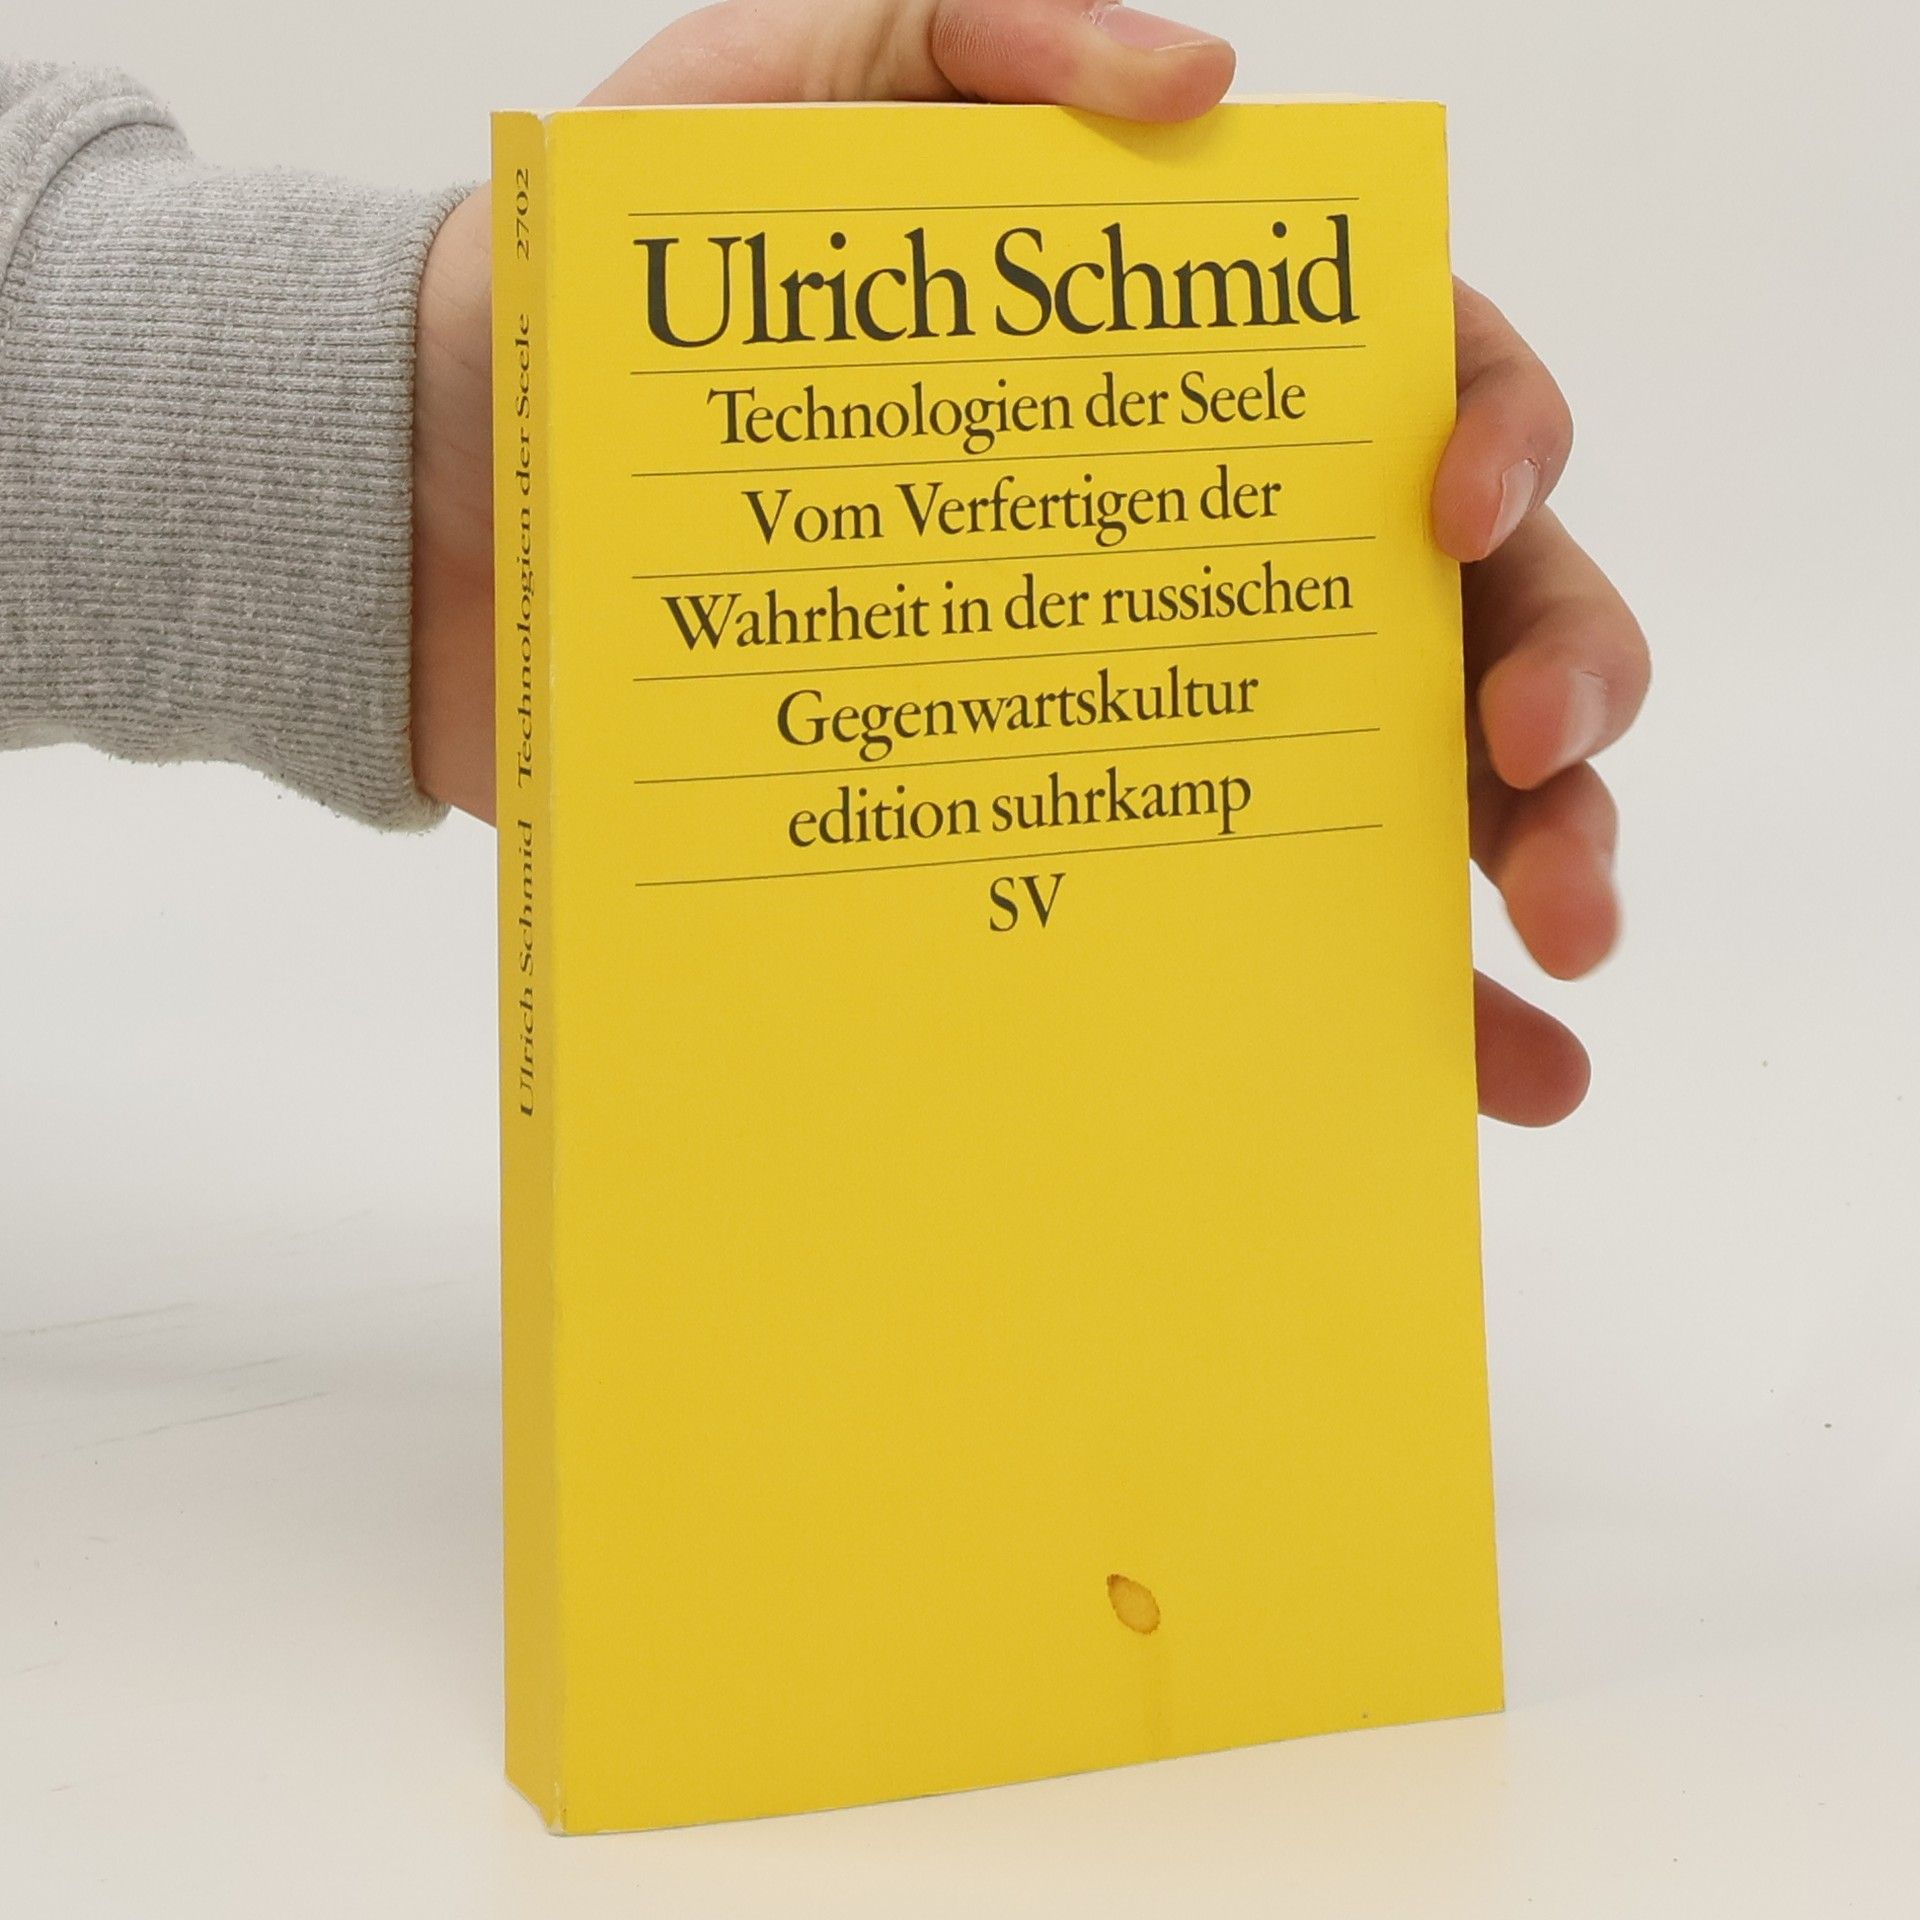 Ulrich Schmid
Technologien der Seele
Vom Verfertigen der
Wahrheit in der russischen
Gegenwartskultur
edition suhrkamp
SV
Ulrich Schmid Technologien der Seele 2702